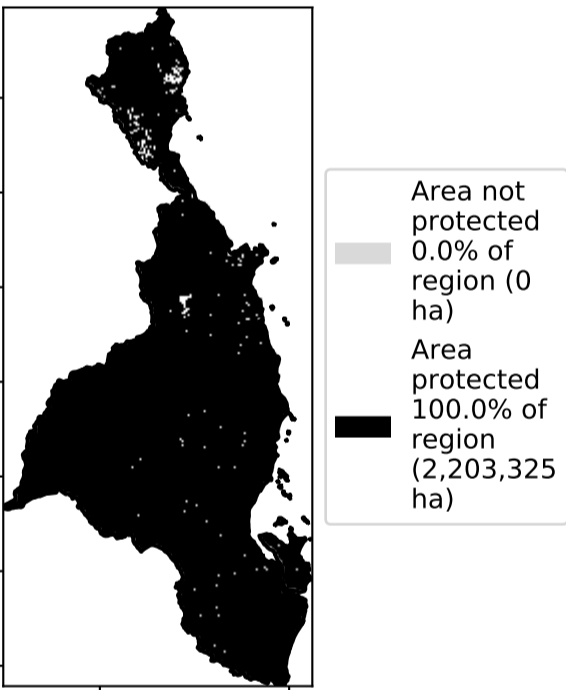 Area not
protected
0.0% of
region (0
ha)
Area
protected
100.0% of
region
(2,203,325
ha)